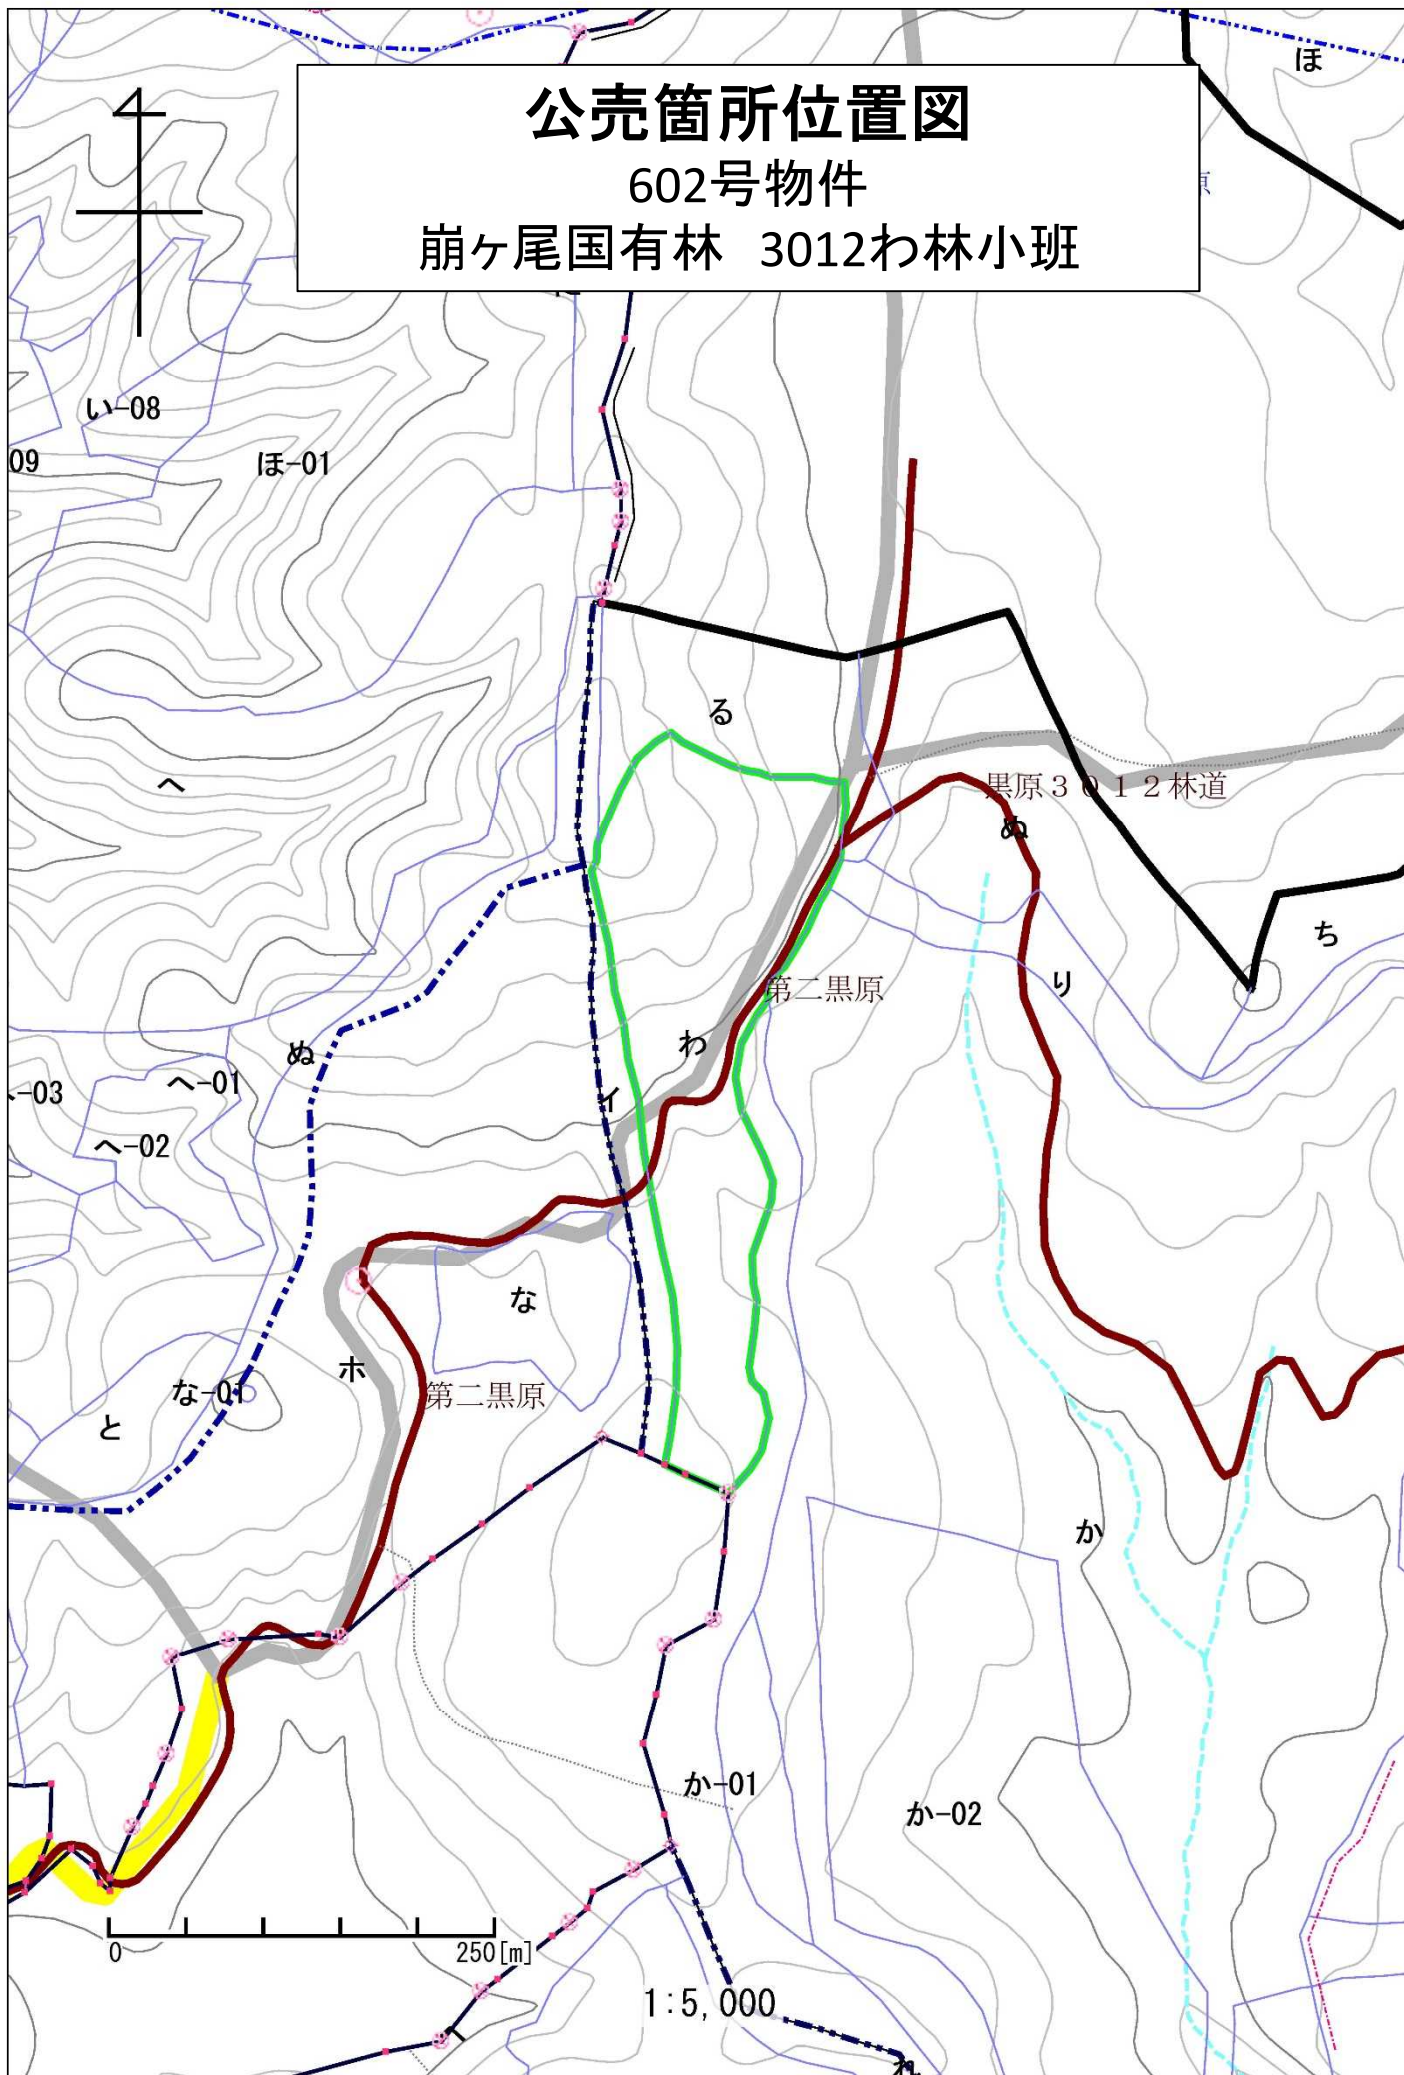 ほ
公売箇所位置図
602号物件
崩ヶ尾国有林 3012わ林小班
い-08
09
ほ-01
る
へ
黒原3012林道
ぬ
ち
り
第二黒原
わ
ぬ
イ
へ-01
-03
へ-02
な
ホ
な-01
第二黒原
と
か
か-01
か-02
0
250[m]
1:5,000
れ